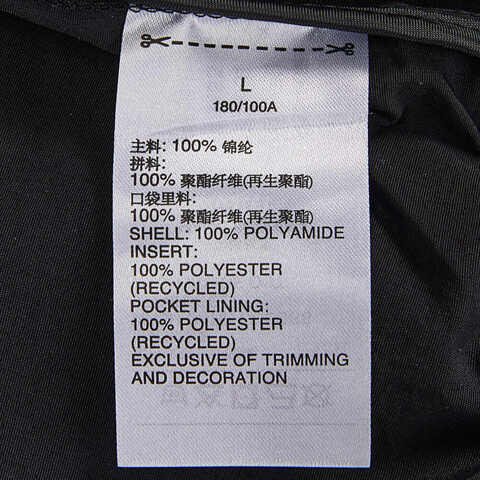 L
180/100A
主料: 100% 锦纶
拼料:
100% 聚酯纤维(再生聚酯)
口袋里料:
100% 聚酯纤维(再生聚酯)
SHELL: 100% POLYAMIDE
INSERT:
100% POLYESTER
(RECYCLED)
POCKET LINING:
100% POLYESTER
(RECYCLED)
EXCLUSIVE OF TRIMMING
AND DECORATION